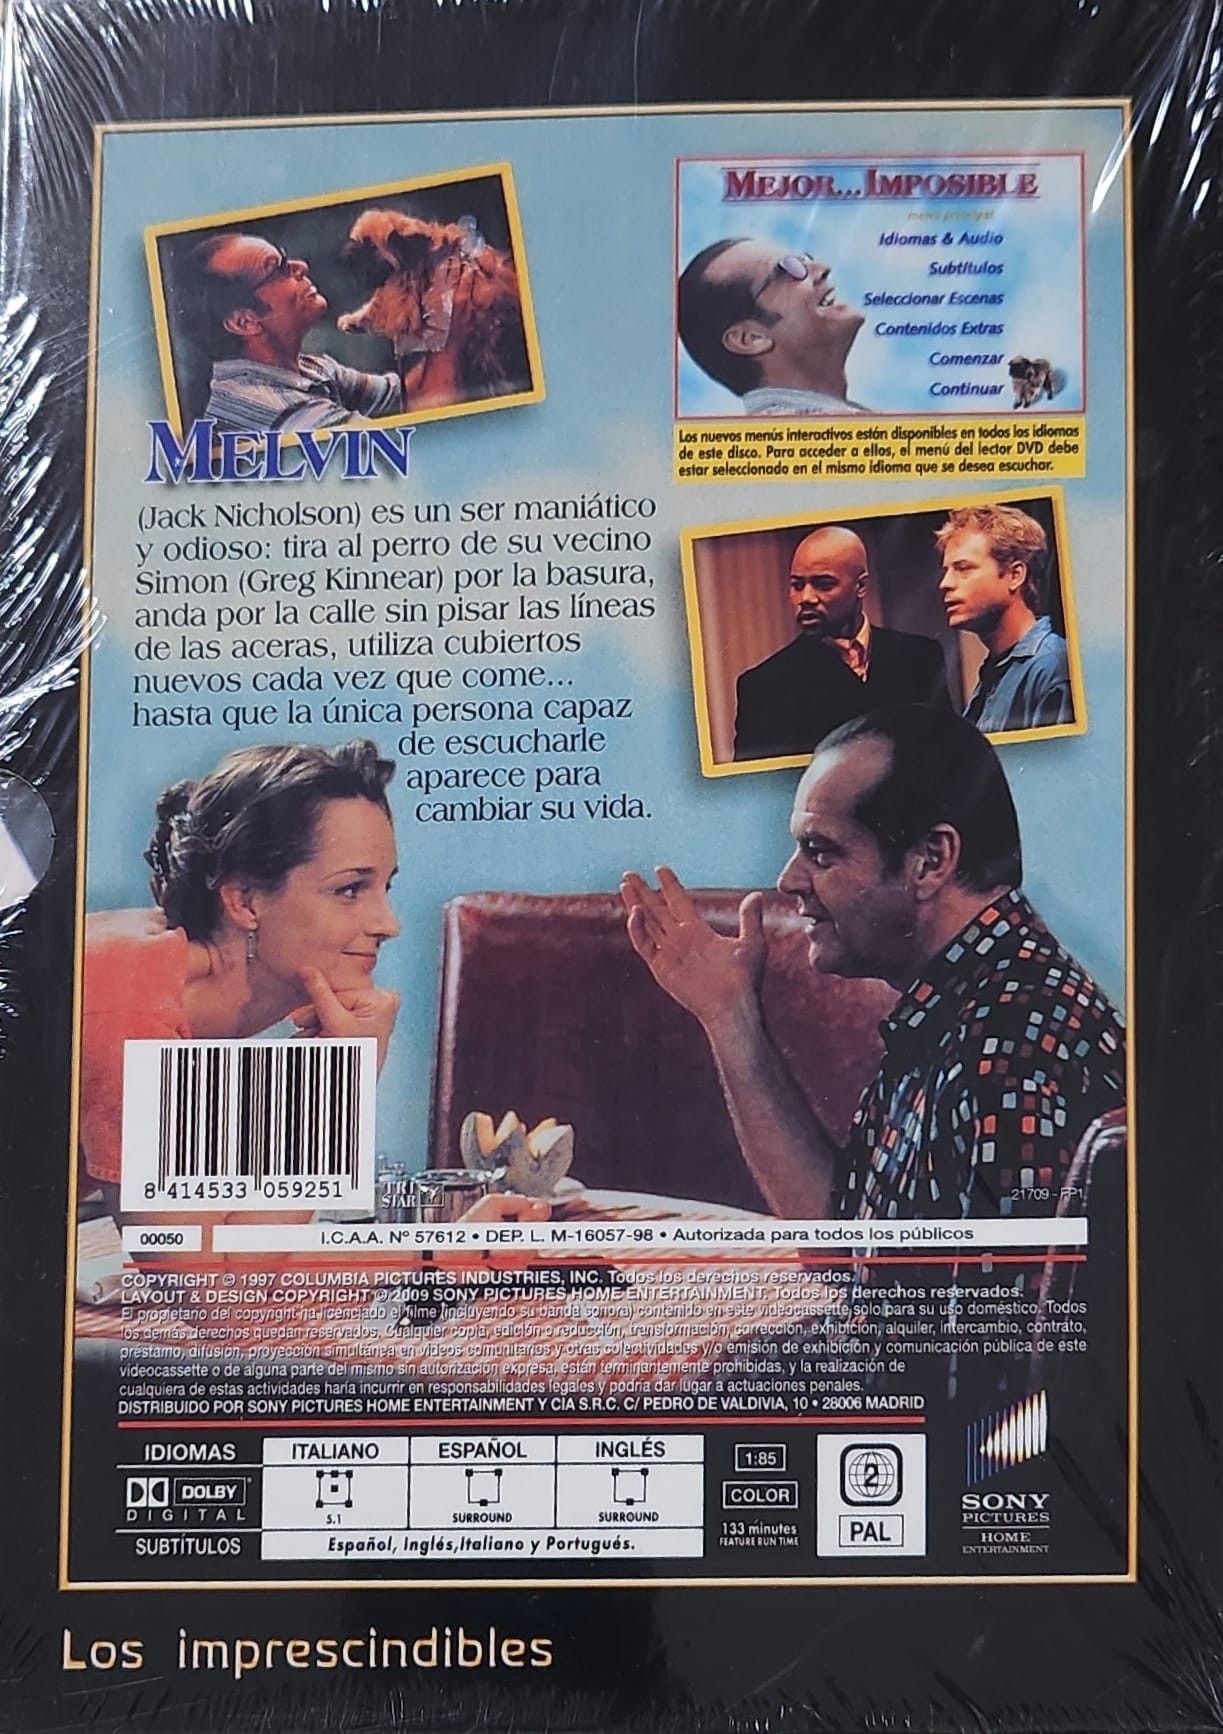 MEJOR...IMPOSIBLE
menú principal
Idiomas & Audio
Subtítulos
Seleccionar Escenas
Contenidos Extras
Comenzar
Continuar
Los nuevos menús interactivos están disponibles en todos los idiomas
de este disco. Para acceder a ellos, el menú del lector DVD debe
estar seleccionado en el mismo idioma que se desea escuchar.
MELVIN
(Jack Nicholson) es un ser maniático
y odioso: tira al perro de su vecino
Simon (Greg Kinnear) por la basura,
anda por la calle sin pisar las líneas
de las aceras, utiliza cubiertos
nuevos cada vez que come...
hasta que la única persona capaz
de escucharle
aparece para
cambiar su vida.
8 414533 059251
TRI
STAR
21709 - FP1
00050
I.C.A.A. Nº 57612 • DEP. L. M-16057-98 • Autorizada para todos los públicos
COPYRIGHT © 1997 COLUMBIA PICTURES INDUSTRIES, INC. Todos los derechos reservados.
LAYOUT & DESIGN COPYRIGHT © 2009 SONY PICTURES HOME ENTERTAINMENT. Todos los derechos reservados.
El propietario del copyright ha licenciado el filme (incluyendo su banda sonora) contenido en este videocassette solo para su uso doméstico. Todos
los demás derechos quedan reservados. Cualquier copia, edición o reducción, transformación, corrección, exhibición, alquiler, intercambio, contrato,
préstamo, difusión, proyección simultánea en vídeos comunitarios y otras colectividades y/o emisión de exhibición y comunicación pública de este
videocassette o de alguna parte del mismo sin autorización expresa, están terminantemente prohibidas, y la realización de
cualquiera de estas actividades haría incurrir en responsabilidades legales y podría dar lugar a actuaciones penales.
DISTRIBUIDO POR SONY PICTURES HOME ENTERTAINMENT Y CIA S.R.C. C/ PEDRO DE VALDIVIA, 10 • 28006 MADRID
IDIOMAS
ITALIANO
ESPAÑOL
INGLÉS
DOLBY
DIGITAL
5.1
SURROUND
SURROUND
SUBTÍTULOS
Español, Inglés,Italiano y Portugués.
1:85
COLOR
133 minutes
FEATURE RUN TIME
2
PAL
SONY
PICTURES
HOME
ENTERTAINMENT
Los imprescindibles